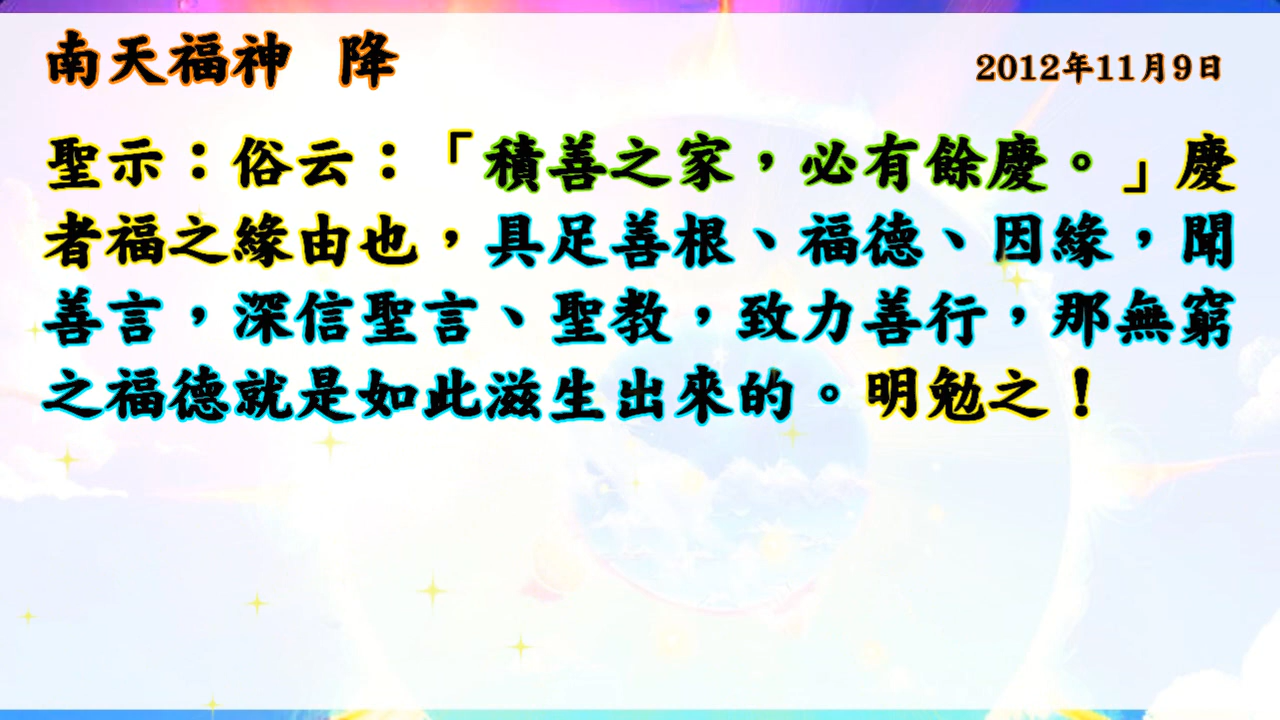 南天福神　降
2012年11月9日
聖示：俗云：「積善之家，必有餘慶。」慶
者福之緣由也，具足善根、福德、因緣，聞
善言，深信聖言、聖教，致力善行，那無窮
之福德就是如此滋生出來的。明勉之！